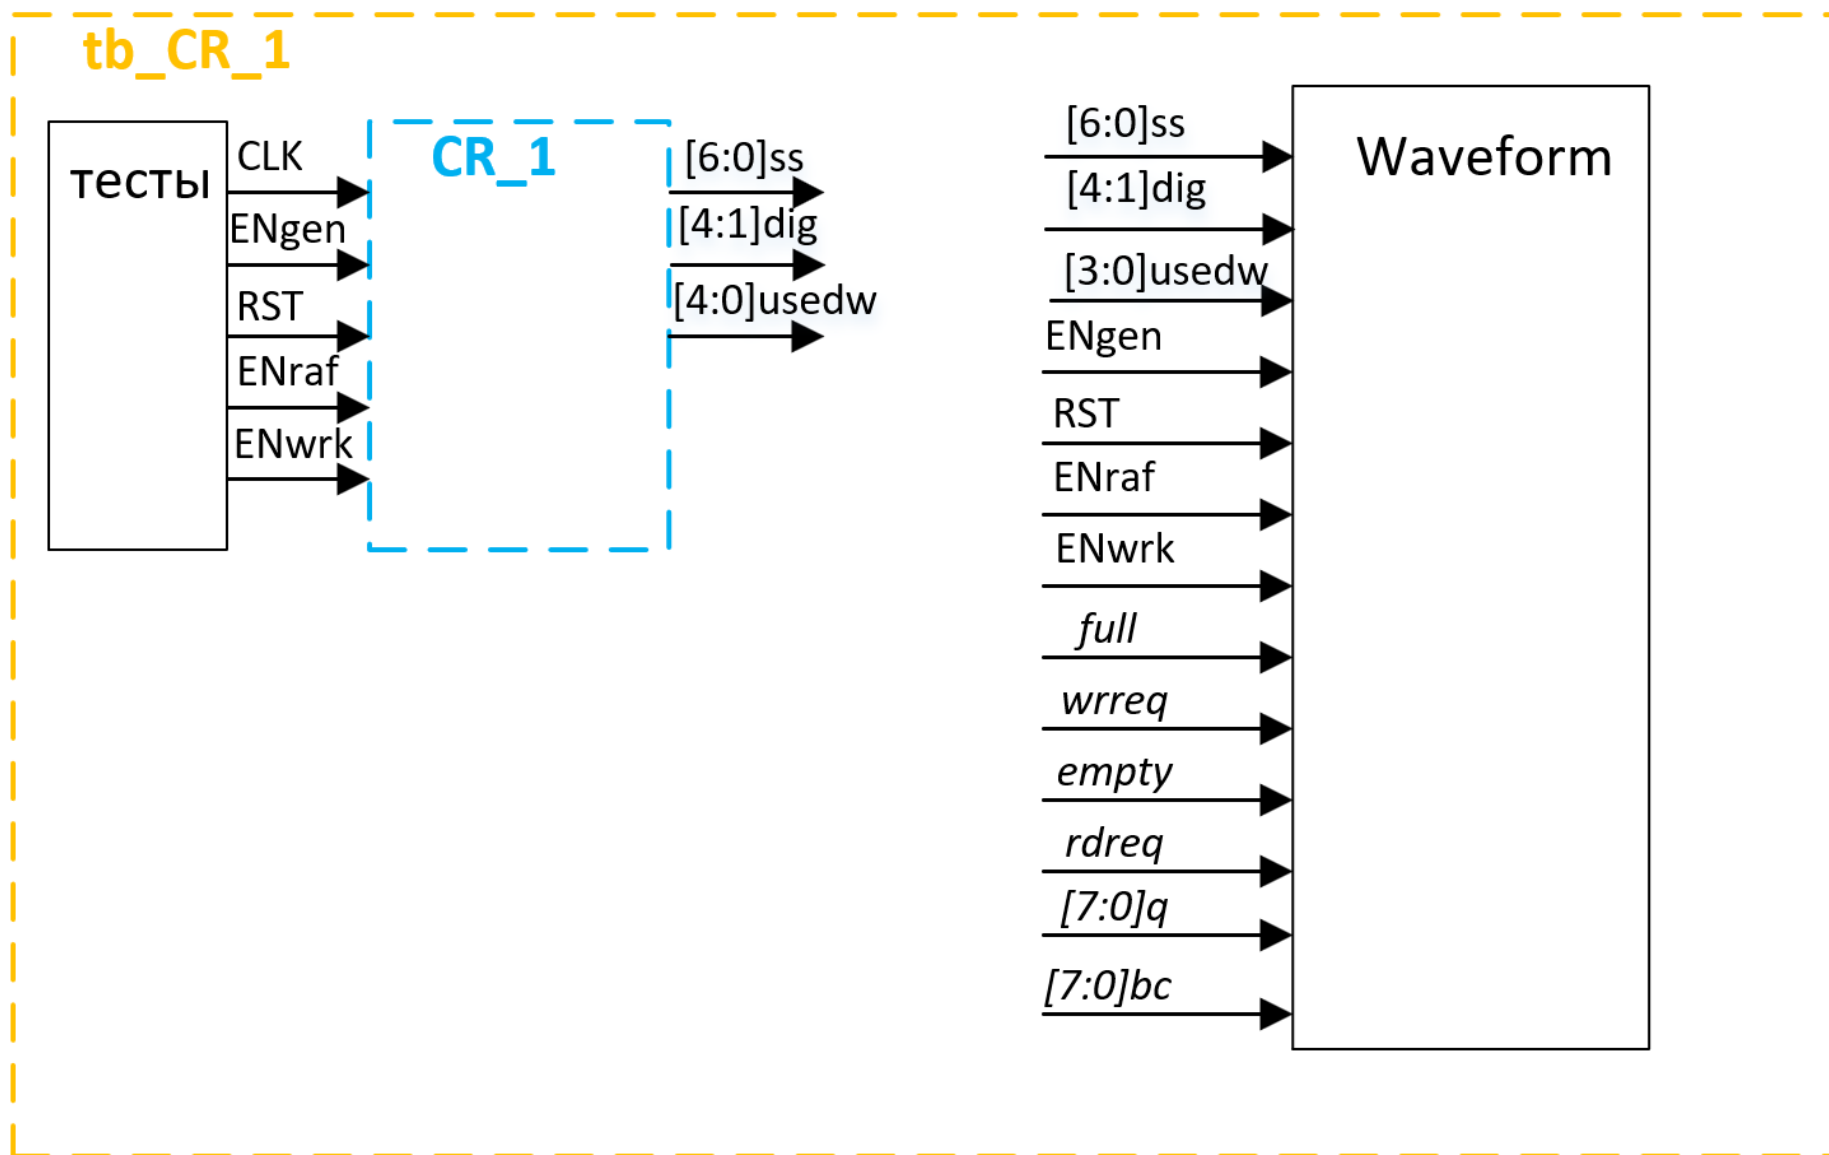 tb_CR_1
тесты
CLK
ENgen
RST
ENraf
ENwrk
CR_1
[6:0]ss
[4:1]dig
[4:0]usedw
[6:0]ss
[4:1]dig
[3:0]usedw
ENgen
RST
ENraf
ENwrk
full
wrreq
empty
rdreq
[7:0]q
[7:0]bc
Waveform